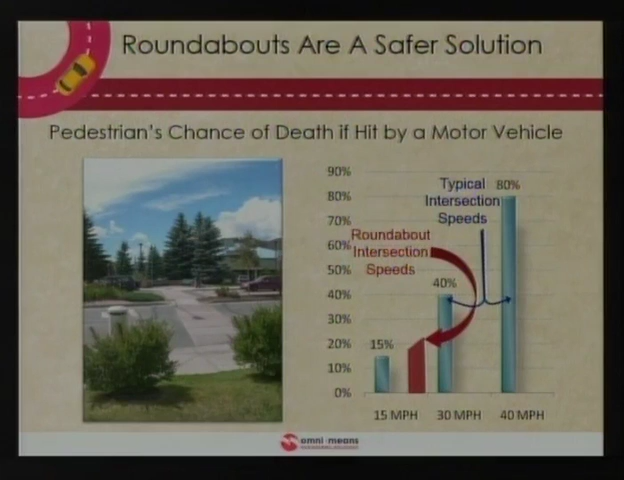 Roundabouts Are A Safer Solution
Pedestrian's Chance of Death if Hit by a Motor Vehicle
90%
80%
70%
60%
50%
40%
30%
20%
10%
0%
Typical
Intersection
Speeds
80%
Roundabout
Intersection
Speeds
40%
15%
15 MPH
30 MPH
40 MPH
omni·means